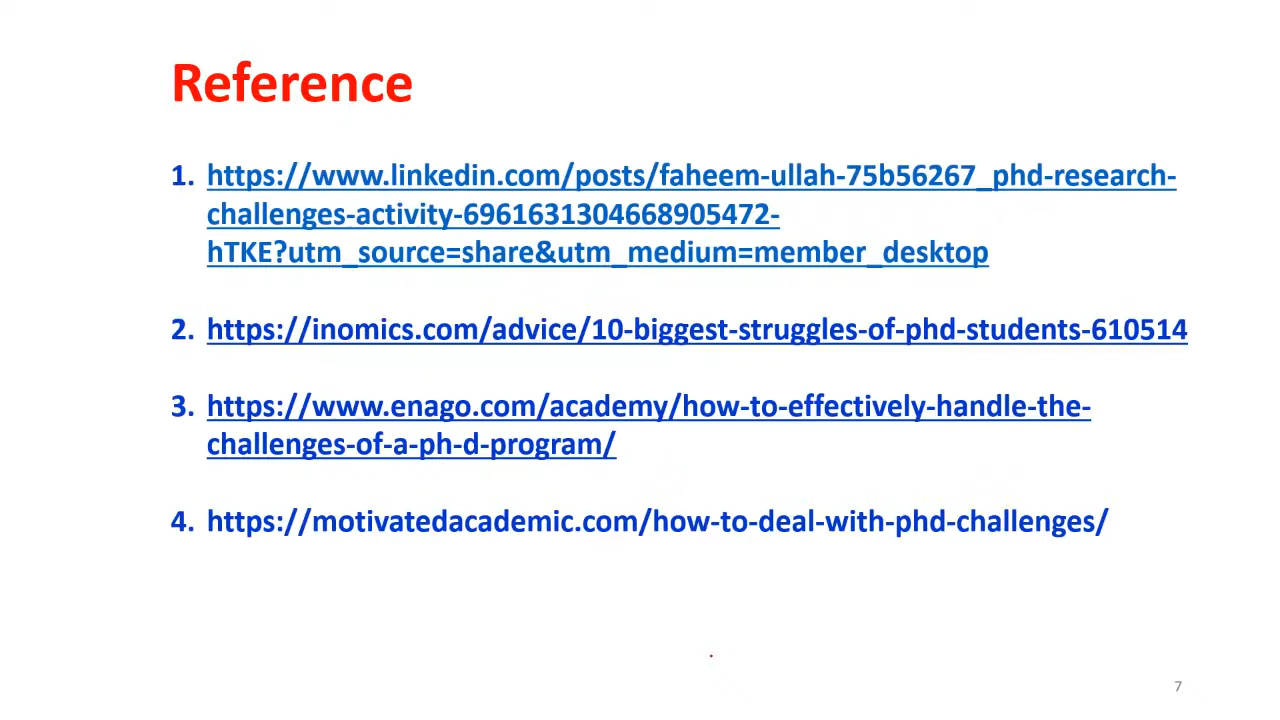 Reference
1. https://www.linkedin.com/posts/faheem-ullah-75b56267_phd-research-
challenges-activity-6961631304668905472-
hTKE?utm_source=share&utm_medium=member_desktop
2. https://inomics.com/advice/10-biggest-struggles-of-phd-students-610514
3. https://www.enago.com/academy/how-to-effectively-handle-the-
challenges-of-a-ph-d-program/
4. https://motivatedacademic.com/how-to-deal-with-phd-challenges/
7